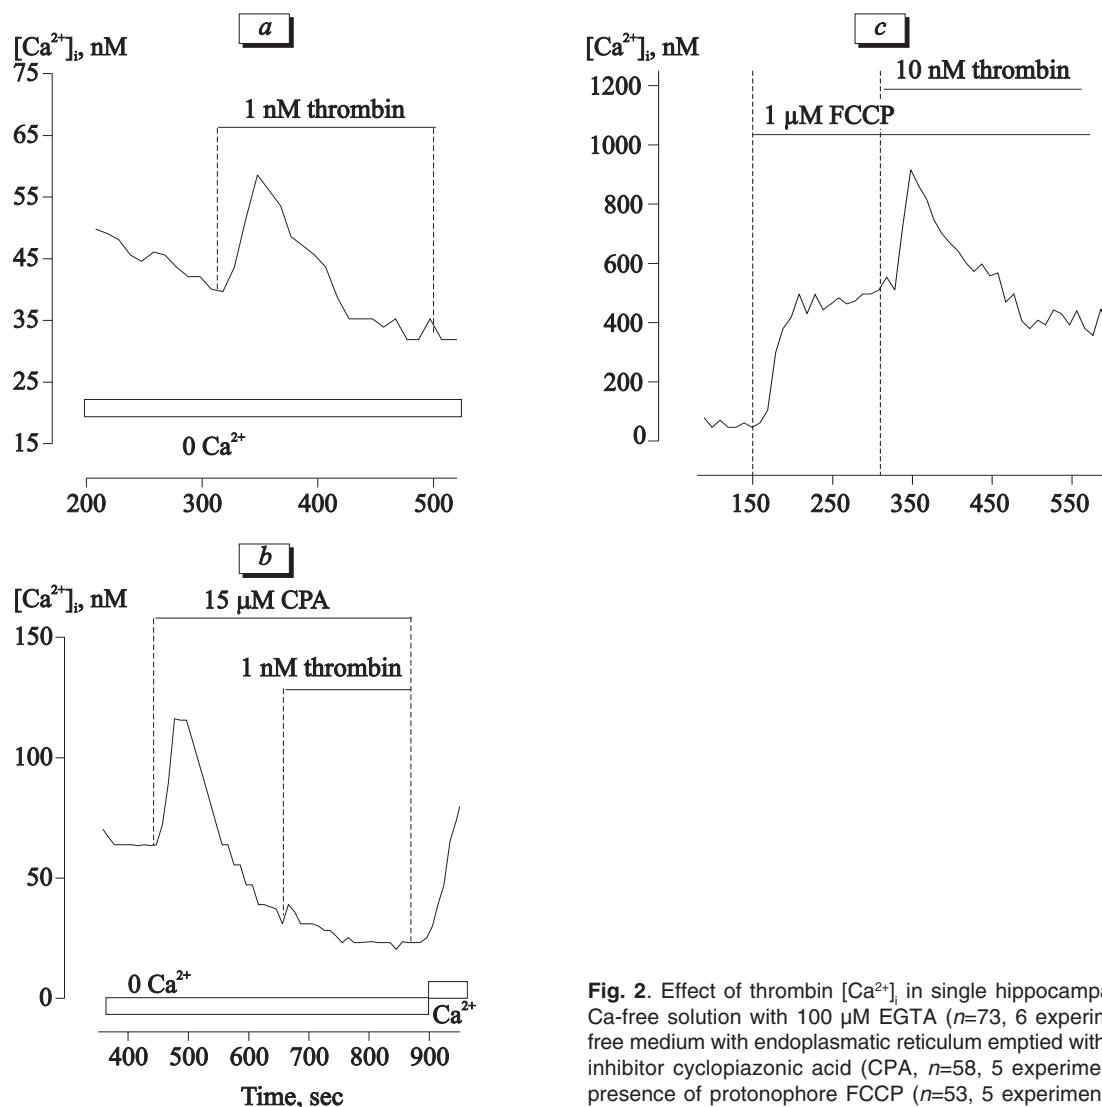 a
[Ca²⁺]ᵢ, nM
75
65
55
45
35
25
15
1 nM thrombin
0 Ca²⁺
200 300 400 500
b
[Ca²⁺]ᵢ, nM
150
100
50
0
15 µM CPA
1 nM thrombin
0 Ca²⁺
Ca²⁺
400 500 600 700 800 900
Time, sec
c
[Ca²⁺]ᵢ, nM
1200
1000
800
600
400
200
0
10 nM thrombin
1 µM FCCP
150 250 350 450 550
Fig. 2. Effect of thrombin [Ca²⁺]ᵢ in single hippocampa
Ca-free solution with 100 µM EGTA (n=73, 6 experim
free medium with endoplasmatic reticulum emptied with
inhibitor cyclopiazonic acid (CPA, n=58, 5 experime
presence of protonophore FCCP (n=53, 5 experiment